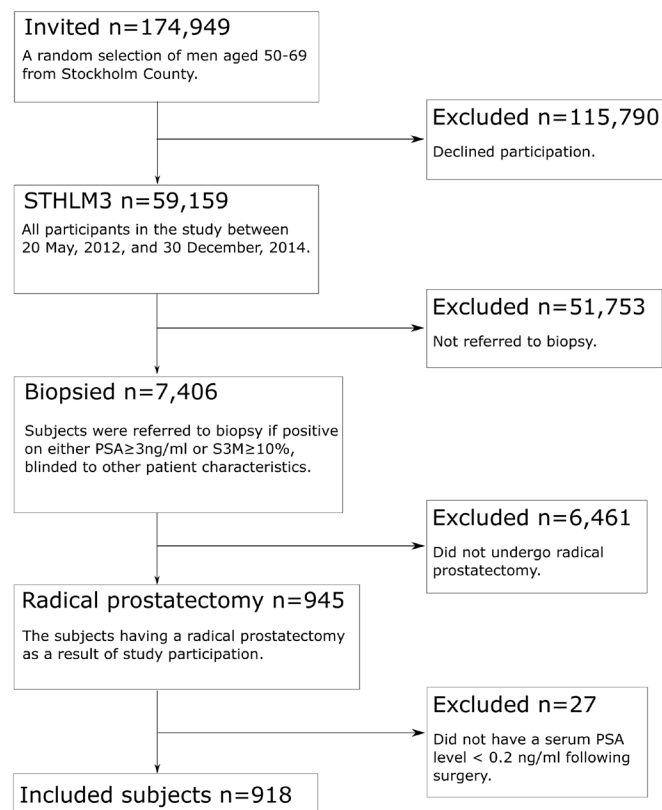 Invited n=174,949
A random selection of men aged 50-69
from Stockholm County.
Excluded n=115,790
Declined participation.
STHLM3 n=59,159
All participants in the study between
20 May, 2012, and 30 December, 2014.
Excluded n=51,753
Not referred to biopsy.
Biopsied n=7,406
Subjects were referred to biopsy if positive
on either PSA≥3ng/ml or S3M≥10%,
blinded to other patient characteristics.
Excluded n=6,461
Did not undergo radical
prostatectomy.
Radical prostatectomy n=945
The subjects having a radical prostatectomy
as a result of study participation.
Excluded n=27
Did not have a serum PSA
level < 0.2 ng/ml following
surgery.
Included subjects n=918